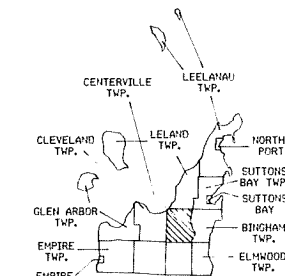 CENTERVILLE
TWP.
LEELANAU
TWP.
CLEVELAND
TWP.
LELAND
TWP.
NORTH
PORT
SUTTONS
BAY TWP
SUTTONS
BAY
GLEN ARBOR
TWP.
BINGHAM
TWP.
EMPIRE
TWP.
ELMWOOD
TWP.
EMPIRE